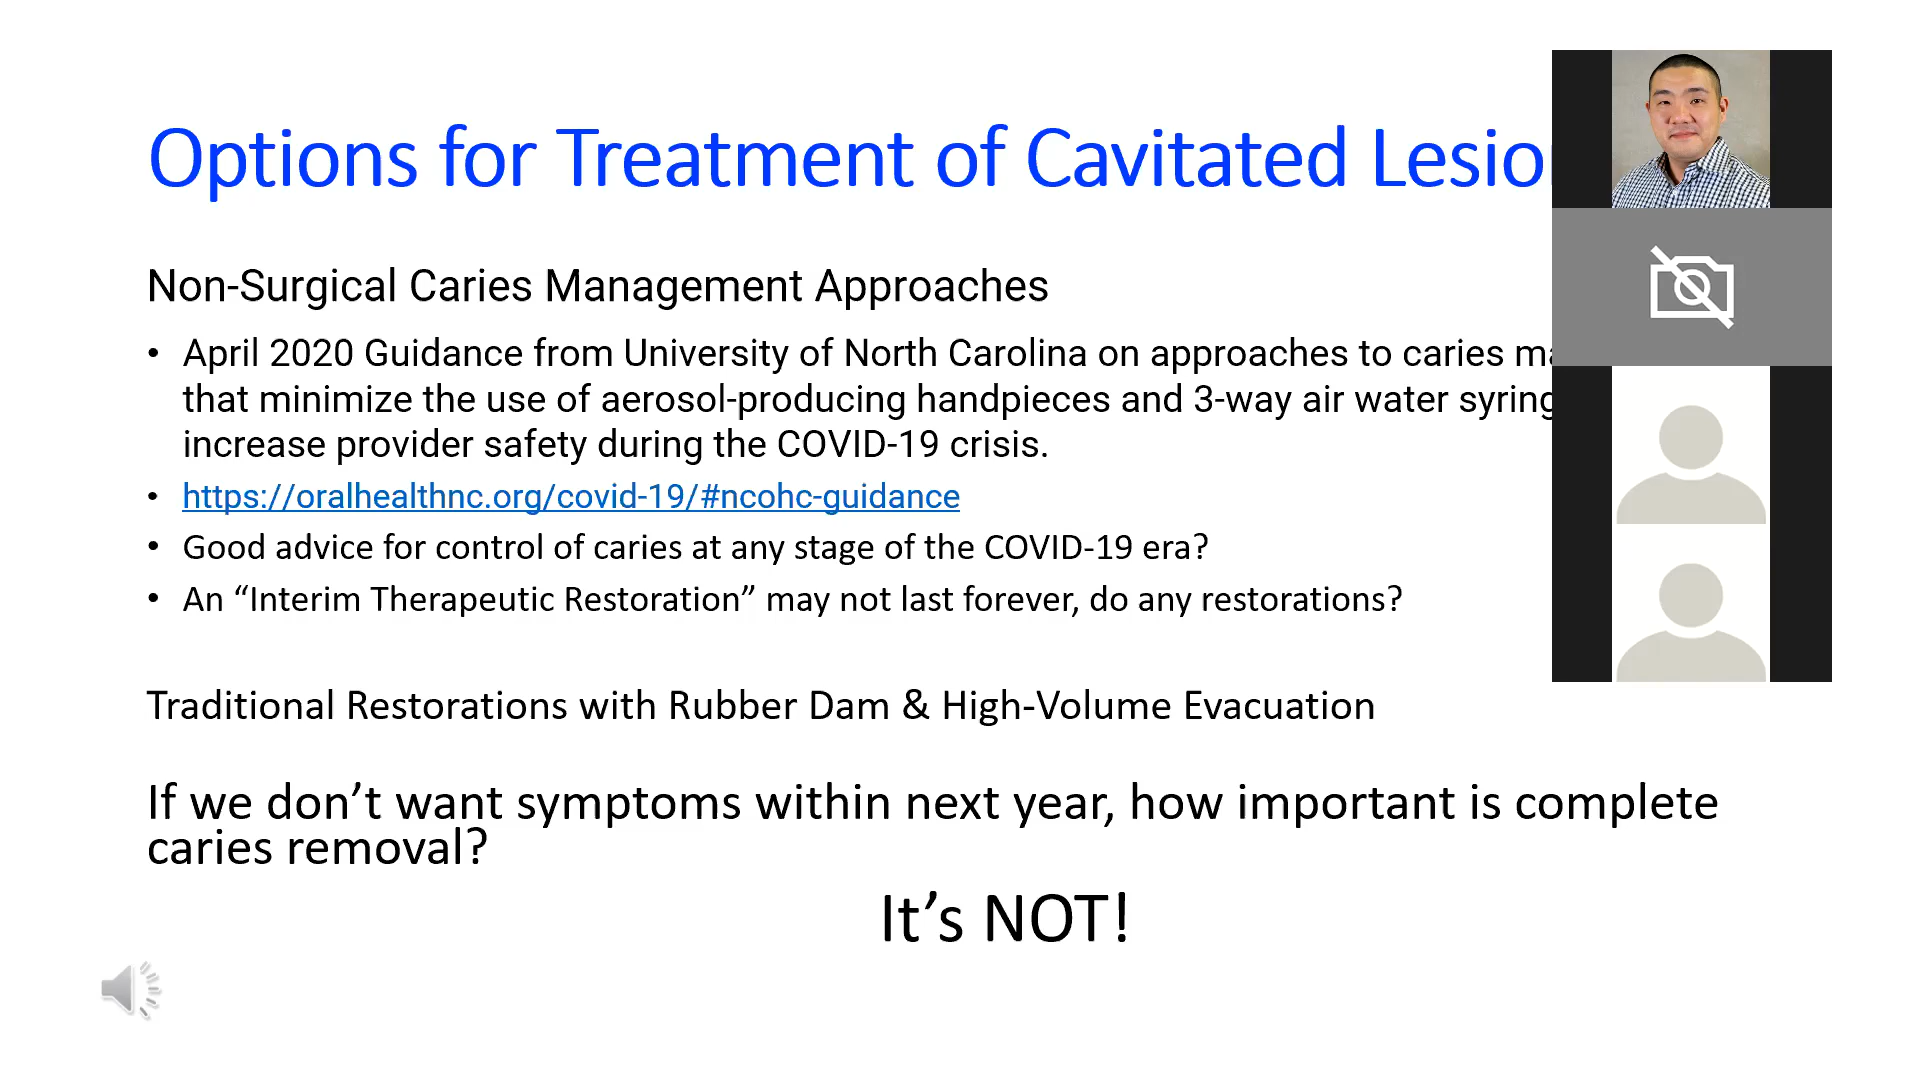 Options for Treatment of Cavitated Lesio
Non-Surgical Caries Management Approaches
• April 2020 Guidance from University of North Carolina on approaches to caries ma
that minimize the use of aerosol-producing handpieces and 3-way air water syring
increase provider safety during the COVID-19 crisis.
• https://oralhealthnc.org/covid-19/#ncohc-guidance
• Good advice for control of caries at any stage of the COVID-19 era?
• An “Interim Therapeutic Restoration” may not last forever, do any restorations?
Traditional Restorations with Rubber Dam & High-Volume Evacuation
If we don’t want symptoms within next year, how important is complete
caries removal?
It’s NOT!